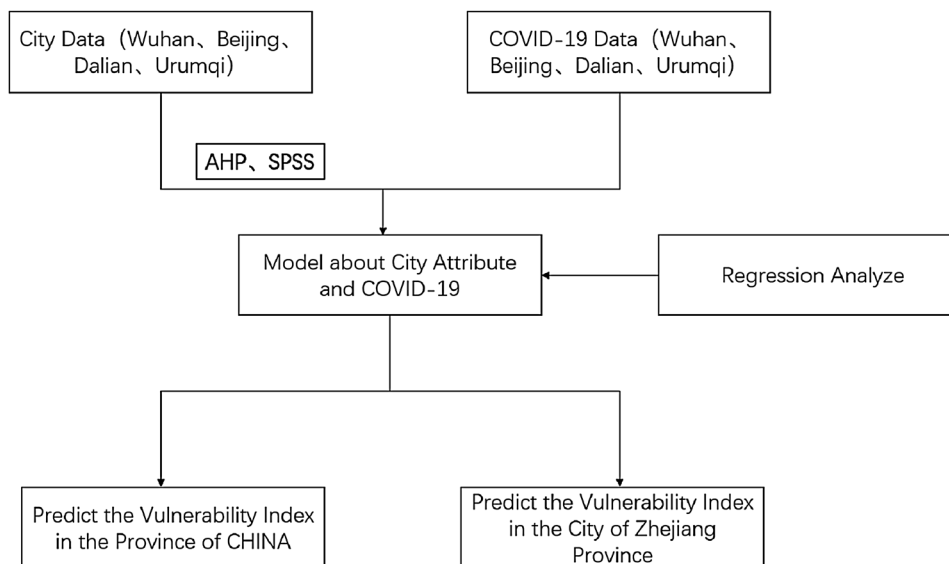 City Data（Wuhan、Beijing、
Dalian、Urumqi）
COVID-19 Data（Wuhan、
Beijing、Dalian、Urumqi）
AHP、SPSS
Model about City Attribute
and COVID-19
Regression Analyze
Predict the Vulnerability Index
in the Province of CHINA
Predict the Vulnerability Index
in the City of Zhejiang
Province